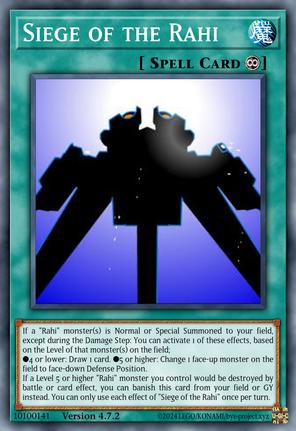 Siege of the Rahi
[ Spell Card ∞ ]
If a "Rahi" monster(s) is Normal or Special Summoned to your field,
except during the Damage Step: You can activate 1 of these effects, based
on the Level of that monster(s) on the field;
●4 or lower: Draw 1 card. ●5 or higher: Change 1 face-up monster on the
field to face-down Defense Position.
If a Level 5 or higher "Rahi" monster you control would be destroyed by
battle or card effect, you can banish this card from your field or GY
instead. You can only use each effect of "Siege of the Rahi" once per turn.
10100141 Version 4.7.2 ©2024 LEGO/KONAMI/bve-project.xyz